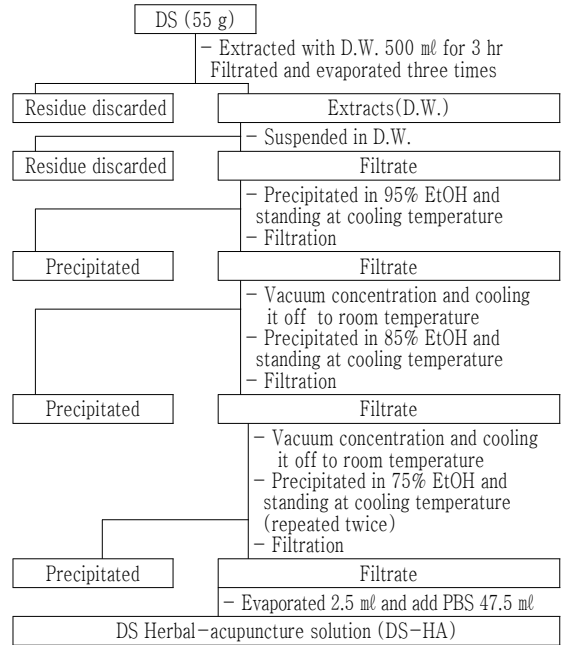 DS (55 g)
- Extracted with D.W. 500 ㎖ for 3 hr
Filtrated and evaporated three times
Residue discarded
Extracts(D.W.)
- Suspended in D.W.
Residue discarded
Filtrate
- Precipitated in 95% EtOH and
standing at cooling temperature
- Filtration
Precipitated
Filtrate
- Vacuum concentration and cooling
it off to room temperature
- Precipitated in 85% EtOH and
standing at cooling temperature
- Filtration
Precipitated
Filtrate
- Vacuum concentration and cooling
it off to room temperature
- Precipitated in 75% EtOH and
standing at cooling temperature
(repeated twice)
- Filtration
Precipitated
Filtrate
- Evaporated 2.5 ㎖ and add PBS 47.5 ㎖
DS Herbal-acupuncture solution (DS-HA)